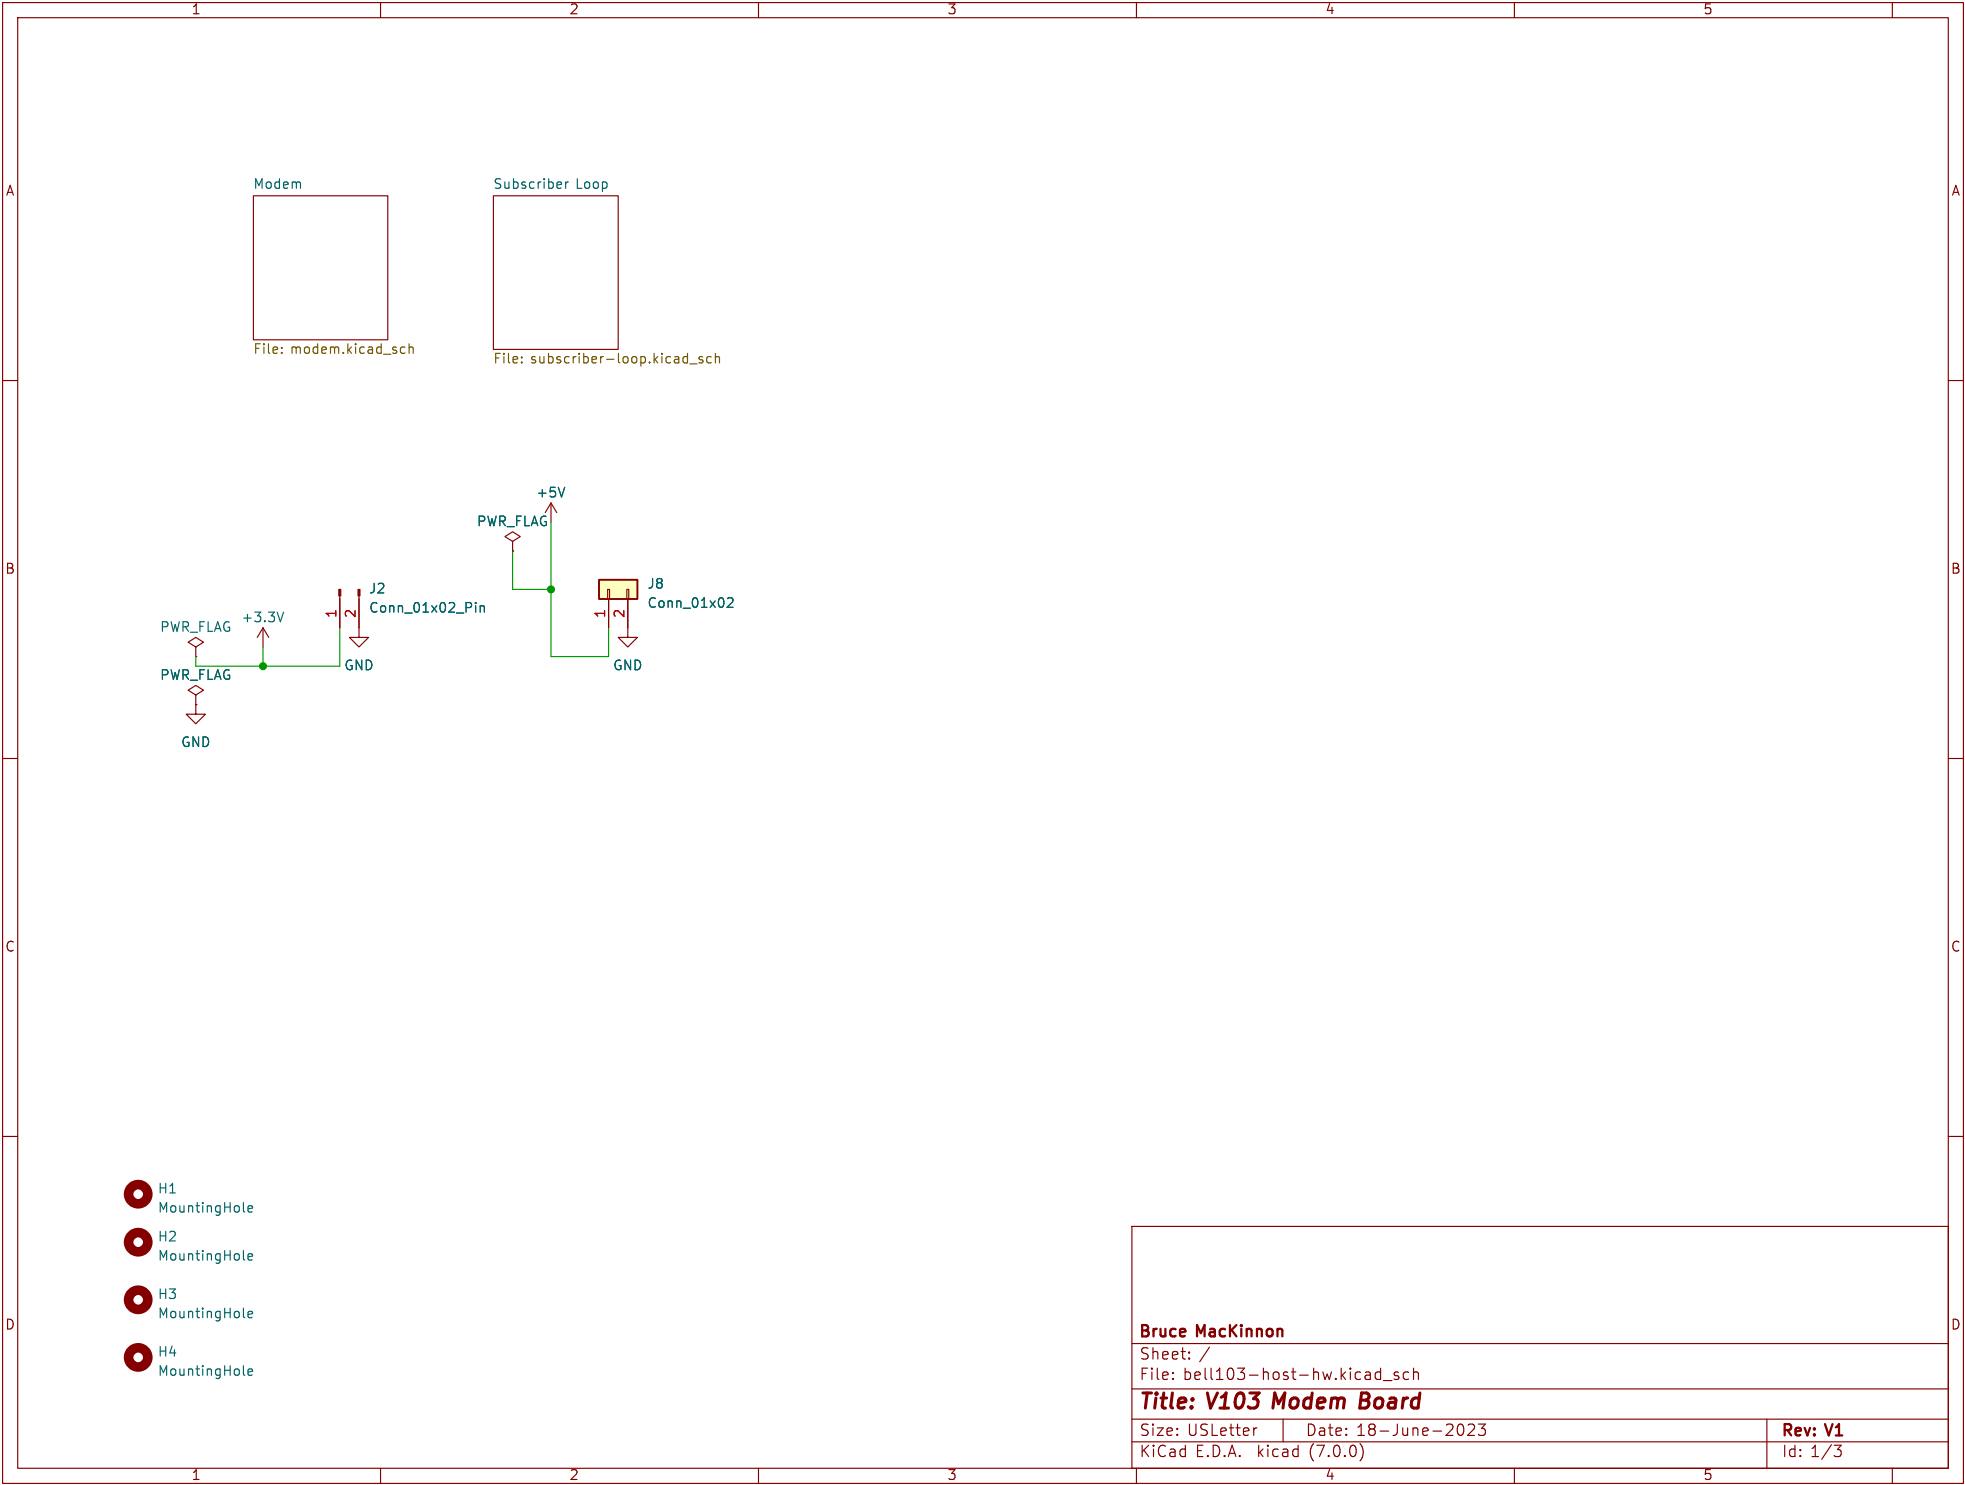 1 2 3 4 5
A A
Modem
Subscriber Loop
File: modem.kicad_sch
File: subscriber-loop.kicad_sch
+5V
PWR_FLAG
B B
J2
Conn_01x02_Pin
1 2
J8
Conn_01x02
1 2
+3.3V
PWR_FLAG
GND
GND
PWR_FLAG
GND
C C
H1
MountingHole
H2
MountingHole
H3
MountingHole
H4
MountingHole
D D
Bruce MacKinnon
Sheet: /
File: bell103-host-hw.kicad_sch
Title: V103 Modem Board
Size: USLetter Date: 18-June-2023 Rev: V1
KiCad E.D.A. kicad (7.0.0) Id: 1/3
1 2 3 4 5